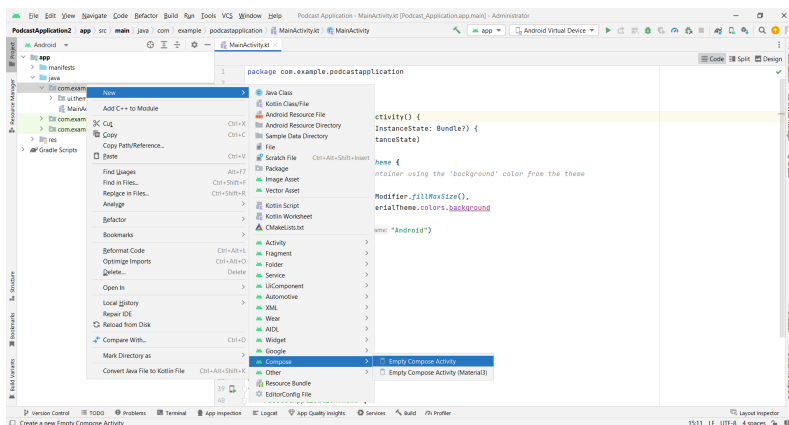 File Edit View Navigate Code Refactor Build Run Tools VCS Window Help Podcast Application - MainActivity.kt [Podcast_Application.app.main] - Administrator
PodcastApplication2 app src main java com example podcastapplication MainActivity.kt MainActivity app Android Virtual Device
Android
MainActivity.kt
Project
Code Split Design
app
manifests
java
com.exam
ui.then
MainAc
com.exam
com.exam
res
Gradle Scripts
Resource Manager
Structure
Bookmarks
Build Variants
1 package com.example.podcastapplication
ctivity() {
InstanceState: Bundle?) {
tanceState)
heme {
ntainer using the 'background' color from the theme
Modifier.fillMaxSize(),
erialTheme.colors.background
ame: "Android")
39
40
New
Add C++ to Module
Cut Ctrl+X
Copy Ctrl+C
Copy Path/Reference...
Paste Ctrl+V
Find Usages Alt+F7
Find in Files... Ctrl+Shift+F
Replace in Files... Ctrl+Shift+R
Analyze
Refactor
Bookmarks
Reformat Code Ctrl+Alt+L
Optimize Imports Ctrl+Alt+O
Delete... Delete
Open In
Local History
Repair IDE
Reload from Disk
Compare With... Ctrl+D
Mark Directory as
Convert Java File to Kotlin File Ctrl+Alt+Shift+K
Java Class
Kotlin Class/File
Android Resource File
Android Resource Directory
Sample Data Directory
File
Scratch File Ctrl+Alt+Shift+Insert
Package
Image Asset
Vector Asset
Kotlin Script
Kotlin Worksheet
CMakeLists.txt
Activity
Fragment
Folder
Service
UiComponent
Automotive
XML
Wear
AIDL
Widget
Google
Compose
Other
Resource Bundle
EditorConfig File
Empty Compose Activity
Empty Compose Activity (Material3)
Version Control TODO Problems Terminal App Inspection Logcat App Quality Insights Services Build Profiler Layout Inspector
Create a new Empty Compose Activity 15:11 LF UTF-8 4 spaces